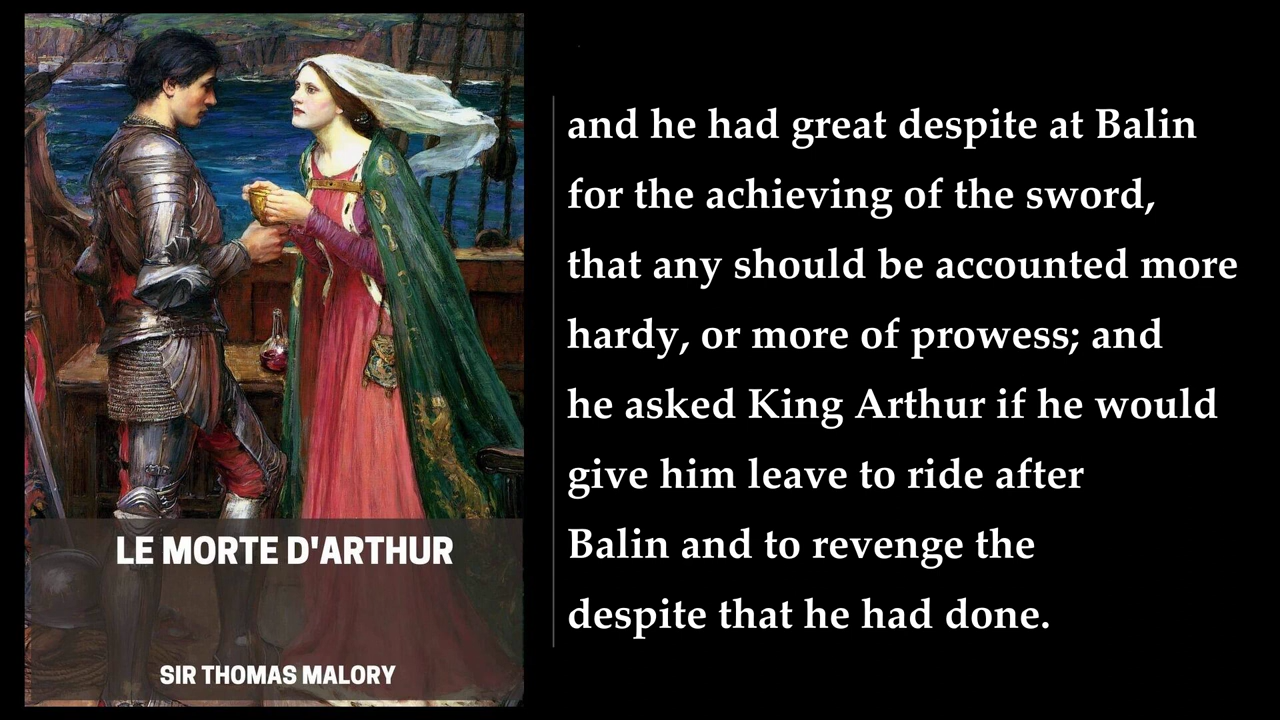 LE MORTE D'ARTHUR
SIR THOMAS MALORY
and he had great despite at Balin
for the achieving of the sword,
that any should be accounted more
hardy, or more of prowess; and
he asked King Arthur if he would
give him leave to ride after
Balin and to revenge the
despite that he had done.